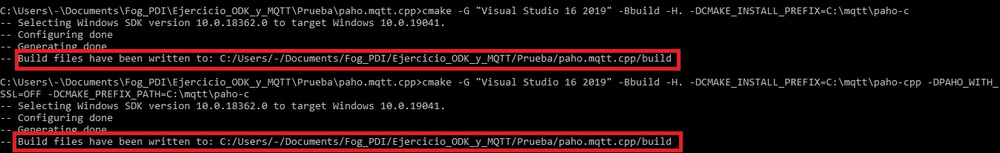 C:\Users\-\Documents\Fog_PDI\Ejercicio_ODK_y_MQTT\Prueba\paho.mqtt.cpp>cmake -G "Visual Studio 16 2019" -Bbuild -H. -DCMAKE_INSTALL_PREFIX=C:\mqtt\paho-c
-- Selecting Windows SDK version 10.0.18362.0 to target Windows 10.0.19041.
-- Configuring done
-- Generating done
-- Build files have been written to: C:/Users/-/Documents/Fog_PDI/Ejercicio_ODK_y_MQTT/Prueba/paho.mqtt.cpp/build
C:\Users\-\Documents\Fog_PDI\Ejercicio_ODK_y_MQTT\Prueba\paho.mqtt.cpp>cmake -G "Visual Studio 16 2019" -Bbuild -H. -DCMAKE_INSTALL_PREFIX=C:\mqtt\paho-cpp -DPAHO_WITH_
SSL=OFF -DCMAKE_PREFIX_PATH=C:\mqtt\paho-c
-- Selecting Windows SDK version 10.0.18362.0 to target Windows 10.0.19041.
-- Configuring done
-- Generating done
-- Build files have been written to: C:/Users/-/Documents/Fog_PDI/Ejercicio_ODK_y_MQTT/Prueba/paho.mqtt.cpp/build